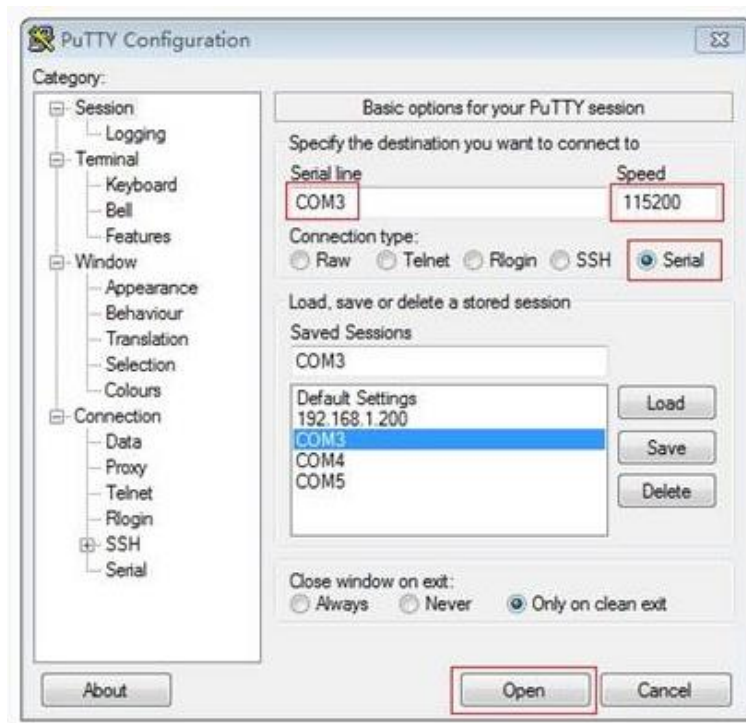 PuTTY Configuration
Category:
Session
Logging
Terminal
Keyboard
Bell
Features
Window
Appearance
Behaviour
Translation
Selection
Colours
Connection
Data
Proxy
Telnet
Rlogin
SSH
Serial
About
Basic options for your PuTTY session
Specify the destination you want to connect to
Serial line Speed
COM3 115200
Connection type:
Raw Telnet Rlogin SSH Serial
Load, save or delete a stored session
Saved Sessions
COM3
Default Settings
192.168.1.200
COM3
COM4
COM5
Load
Save
Delete
Close window on exit:
Always Never Only on clean exit
Open Cancel